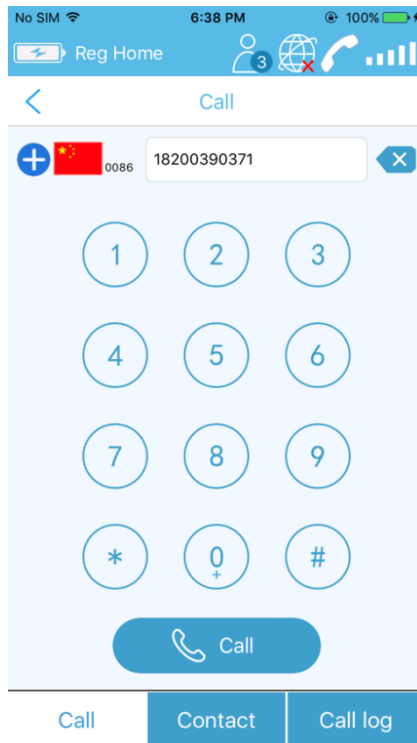 No SIM 6:38 PM 100%
Reg Home 3
Call
0086 18200390371
1 2 3
4 5 6
7 8 9
* 0 #
+
Call
Call Contact Call log